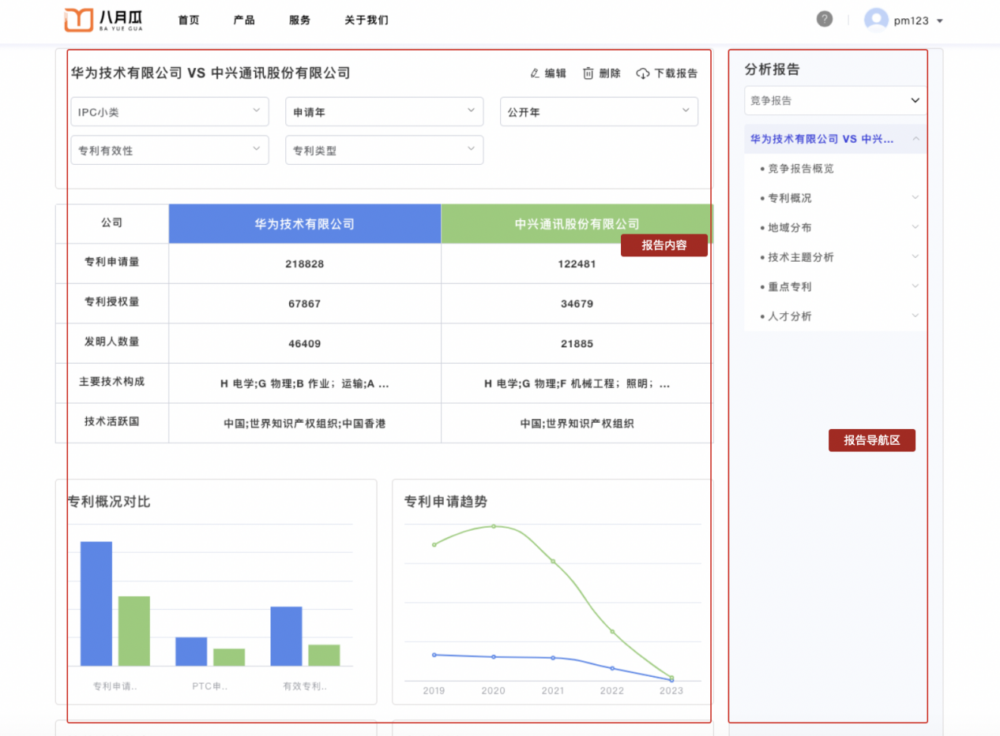 八月瓜
BA YUE GUA
首页 产品 服务 关于我们
? pm123
华为技术有限公司 VS 中兴通讯股份有限公司 编辑 删除 下载报告
IPC小类 申请年 公开年
专利有效性 专利类型
公司 华为技术有限公司 中兴通讯股份有限公司
报告内容
专利申请量 218828 122481
专利授权量 67867 34679
发明人数量 46409 21885
主要技术构成 H 电学;G 物理;B 作业；运输;A ... H 电学;G 物理;F 机械工程；照明；...
技术活跃国 中国;世界知识产权组织;中国香港 中国;世界知识产权组织
专利概况对比
专利申请.. PTC申.. 有效专利..
专利申请趋势
2019 2020 2021 2022 2023
分析报告
竞争报告
华为技术有限公司 VS 中兴...
• 竞争报告概览
• 专利概况
• 地域分布
• 技术主题分析
• 重点专利
• 人才分析
报告导航区